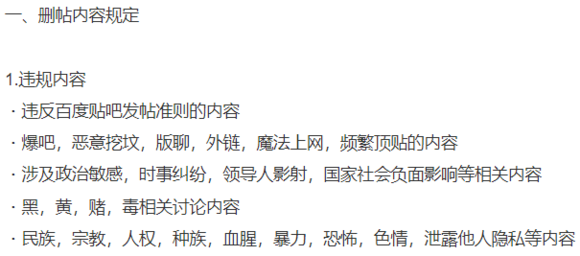 一、删帖内容规定
1.违规内容
·违反百度贴吧发帖准则的内容
·爆吧，恶意挖坟，版聊，外链，魔法上网，频繁顶贴的内容
·涉及政治敏感，时事纠纷，领导人影射，国家社会负面影响等相关内容
·黑，黄，赌，毒相关讨论内容
·民族，宗教，人权，种族，血腥，暴力，恐怖，色情，泄露他人隐私等内容